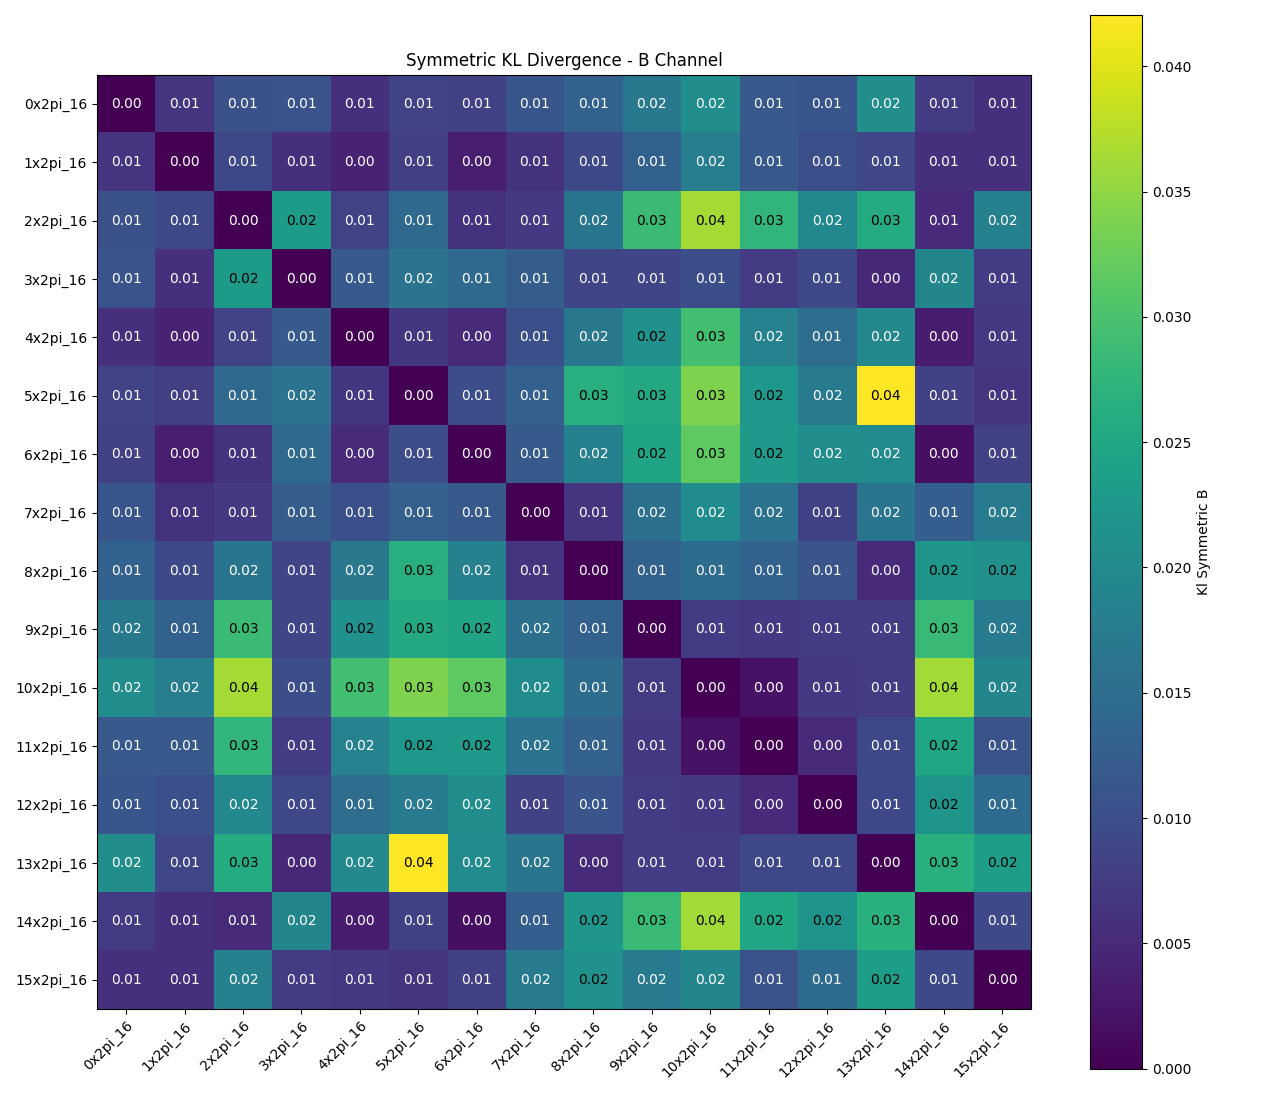 Symmetric KL Divergence - B Channel
0x2pi_16 0.00 0.01 0.01 0.01 0.01 0.01 0.01 0.01 0.01 0.02 0.02 0.01 0.01 0.02 0.01 0.01
1x2pi_16 0.01 0.00 0.01 0.01 0.00 0.01 0.00 0.01 0.01 0.01 0.02 0.01 0.01 0.01 0.01 0.01
2x2pi_16 0.01 0.01 0.00 0.02 0.01 0.01 0.01 0.01 0.02 0.03 0.04 0.03 0.02 0.03 0.01 0.02
3x2pi_16 0.01 0.01 0.02 0.00 0.01 0.02 0.01 0.01 0.01 0.01 0.01 0.01 0.01 0.00 0.02 0.01
4x2pi_16 0.01 0.00 0.01 0.01 0.00 0.01 0.00 0.01 0.02 0.02 0.03 0.02 0.01 0.02 0.00 0.01
5x2pi_16 0.01 0.01 0.01 0.02 0.01 0.00 0.01 0.01 0.03 0.03 0.03 0.02 0.02 0.04 0.01 0.01
6x2pi_16 0.01 0.00 0.01 0.01 0.00 0.01 0.00 0.01 0.02 0.02 0.03 0.02 0.02 0.02 0.00 0.01
7x2pi_16 0.01 0.01 0.01 0.01 0.01 0.01 0.01 0.00 0.01 0.02 0.02 0.02 0.01 0.02 0.01 0.02
8x2pi_16 0.01 0.01 0.02 0.01 0.02 0.03 0.02 0.01 0.00 0.01 0.01 0.01 0.01 0.00 0.02 0.02
9x2pi_16 0.02 0.01 0.03 0.01 0.02 0.03 0.02 0.02 0.01 0.00 0.01 0.01 0.01 0.01 0.03 0.02
10x2pi_16 0.02 0.02 0.04 0.01 0.03 0.03 0.03 0.02 0.01 0.01 0.00 0.00 0.01 0.01 0.04 0.02
11x2pi_16 0.01 0.01 0.03 0.01 0.02 0.02 0.02 0.02 0.01 0.01 0.00 0.00 0.00 0.01 0.02 0.01
12x2pi_16 0.01 0.01 0.02 0.01 0.01 0.02 0.02 0.01 0.01 0.01 0.01 0.00 0.00 0.01 0.02 0.01
13x2pi_16 0.02 0.01 0.03 0.00 0.02 0.04 0.02 0.02 0.00 0.01 0.01 0.01 0.01 0.00 0.03 0.02
14x2pi_16 0.01 0.01 0.01 0.02 0.00 0.01 0.00 0.01 0.02 0.03 0.04 0.02 0.02 0.03 0.00 0.01
15x2pi_16 0.01 0.01 0.02 0.01 0.01 0.01 0.01 0.02 0.02 0.02 0.02 0.01 0.01 0.02 0.01 0.00
0x2pi_16 1x2pi_16 2x2pi_16 3x2pi_16 4x2pi_16 5x2pi_16 6x2pi_16 7x2pi_16 8x2pi_16 9x2pi_16 10x2pi_16 11x2pi_16 12x2pi_16 13x2pi_16 14x2pi_16 15x2pi_16
0.040
0.035
0.030
0.025
0.020
0.015
0.010
0.005
0.000
Kl Symmetric B